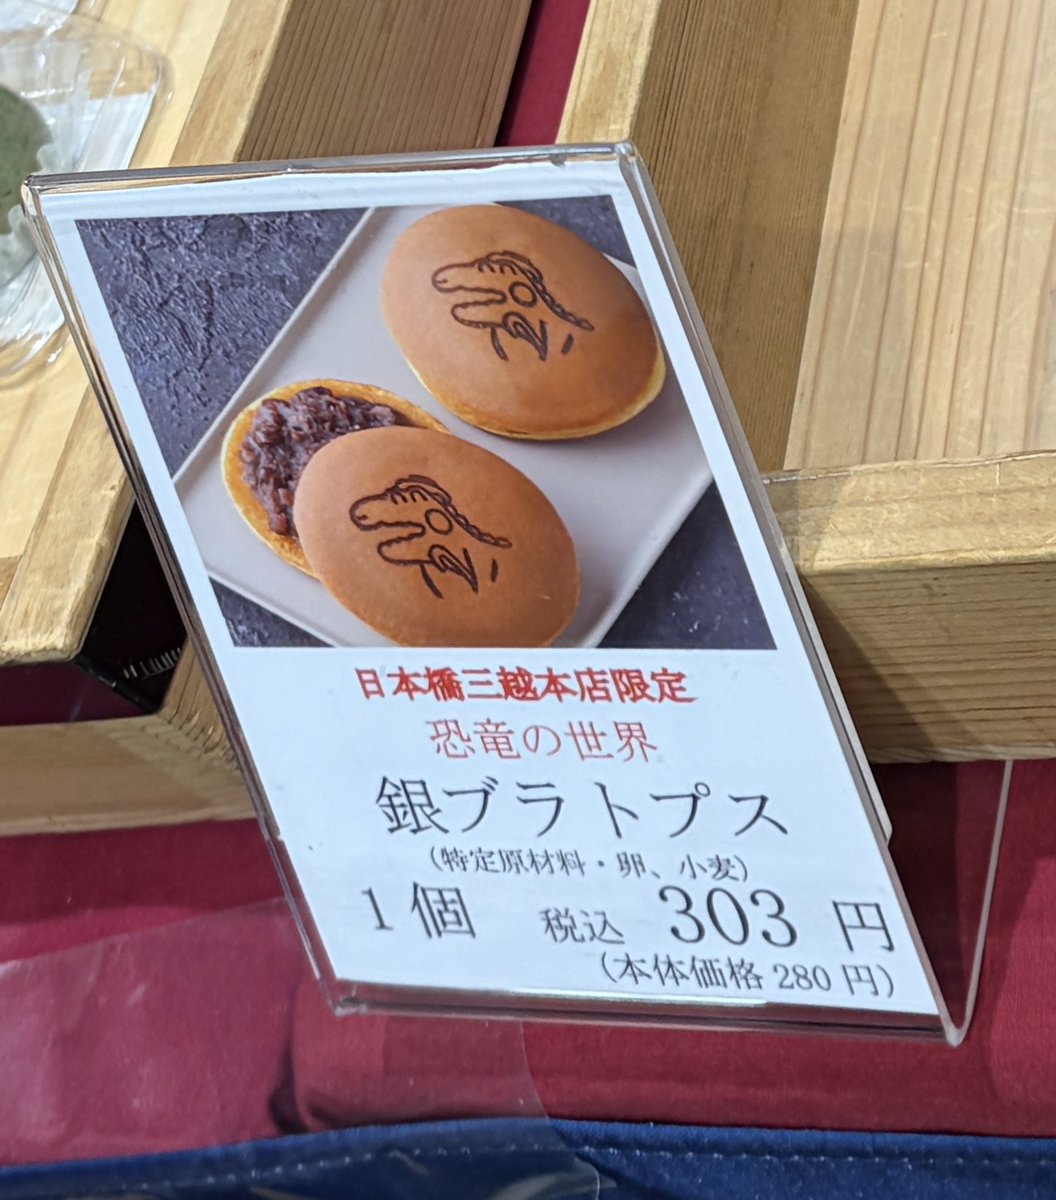 日本橋三越本店限定
恐竜の世界
銀ブラトプス
(特定原材料・卵、小麦)
1個 税込 303 円
(本体価格 280 円)